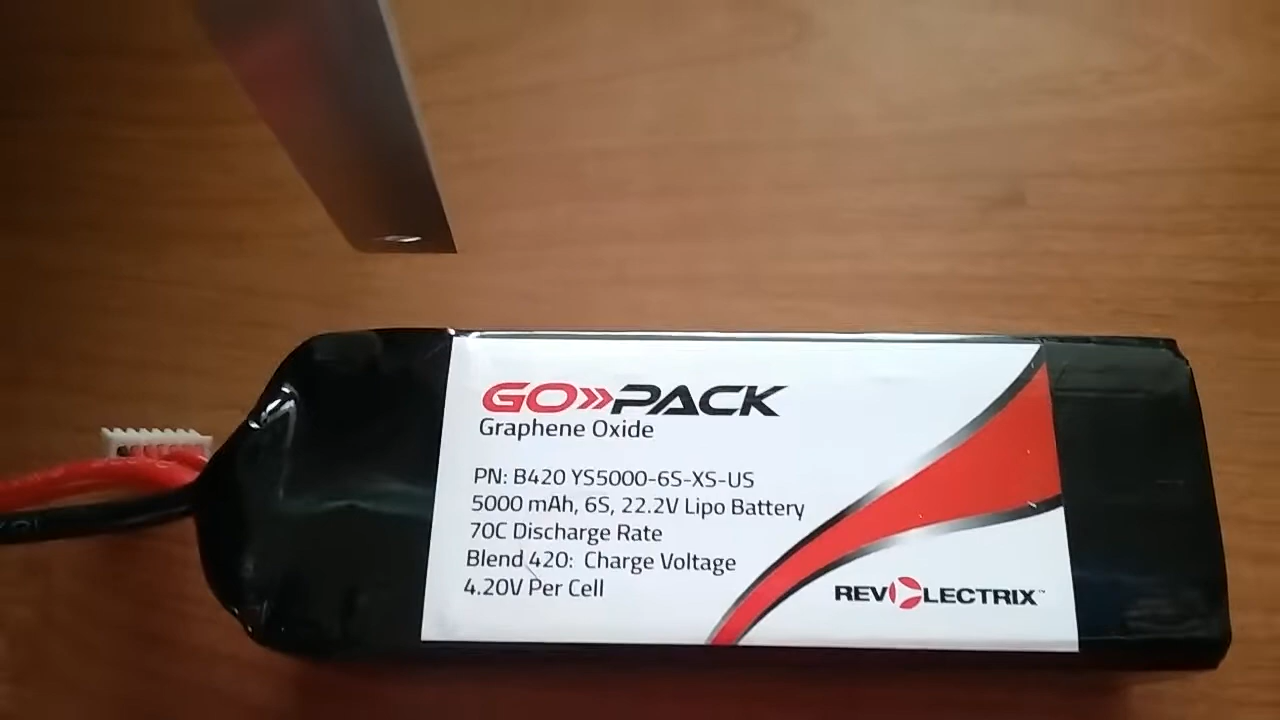 GO»PACK
Graphene Oxide
PN: B420 YS5000-6S-XS-US
5000 mAh, 6S, 22.2V Lipo Battery
70C Discharge Rate
Blend 420: Charge Voltage
4.20V Per Cell
REVOLECTRIX™